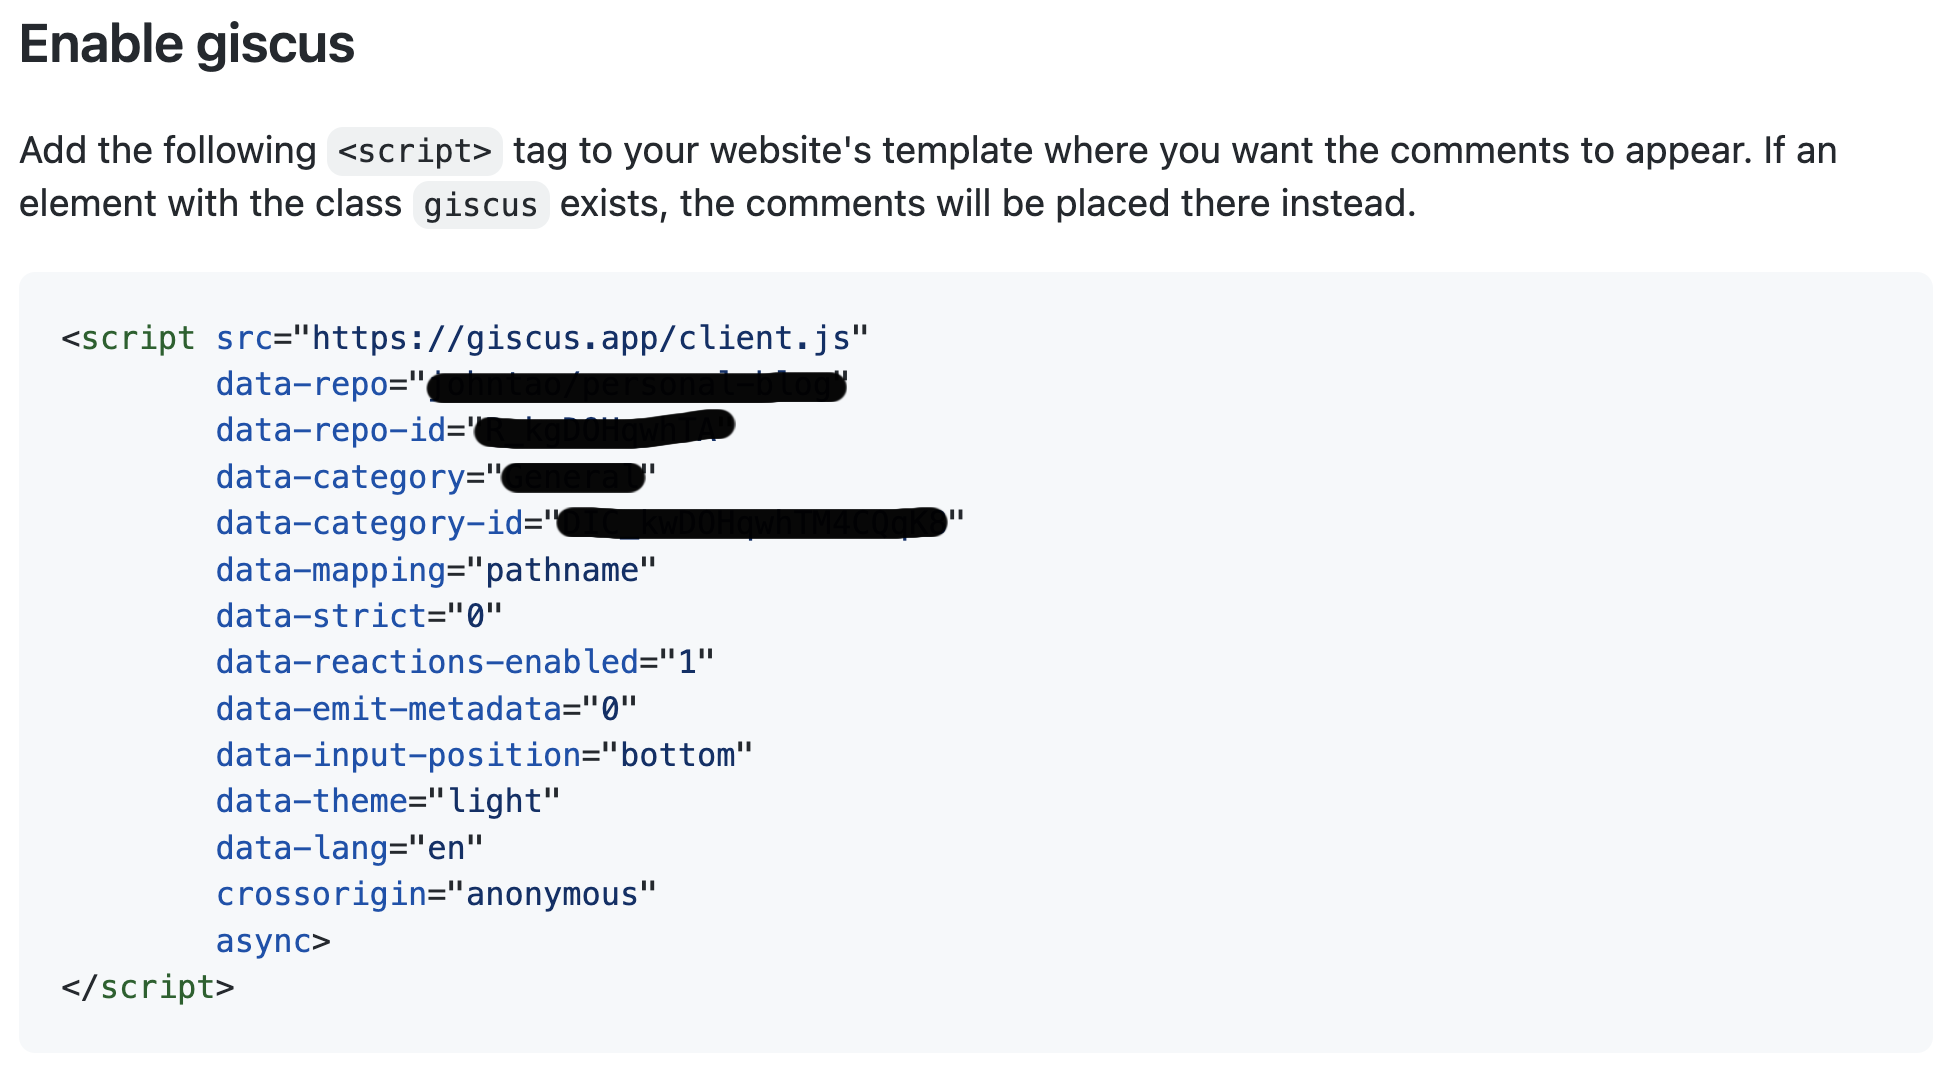 Enable giscus
Add the following <script> tag to your website's template where you want the comments to appear. If an
element with the class giscus exists, the comments will be placed there instead.
<script src="https://giscus.app/client.js"
data-repo="
data-repo-id="
data-category=""
data-category-id=""
data-mapping="pathname"
data-strict="0"
data-reactions-enabled="1"
data-emit-metadata="0"
data-input-position="bottom"
data-theme="light"
data-lang="en"
crossorigin="anonymous"
async>
</script>